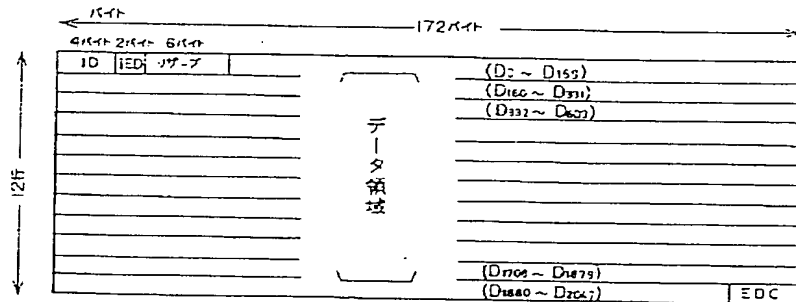 バイト
172バイト
4バイト 2バイト 6バイト
ID IED リザーブ
(D0 ~ D159)
(D160 ~ D331)
(D332 ~ D503)
12行
データ領域
(D1708 ~ D1879)
(D1880 ~ D2047)
EDC